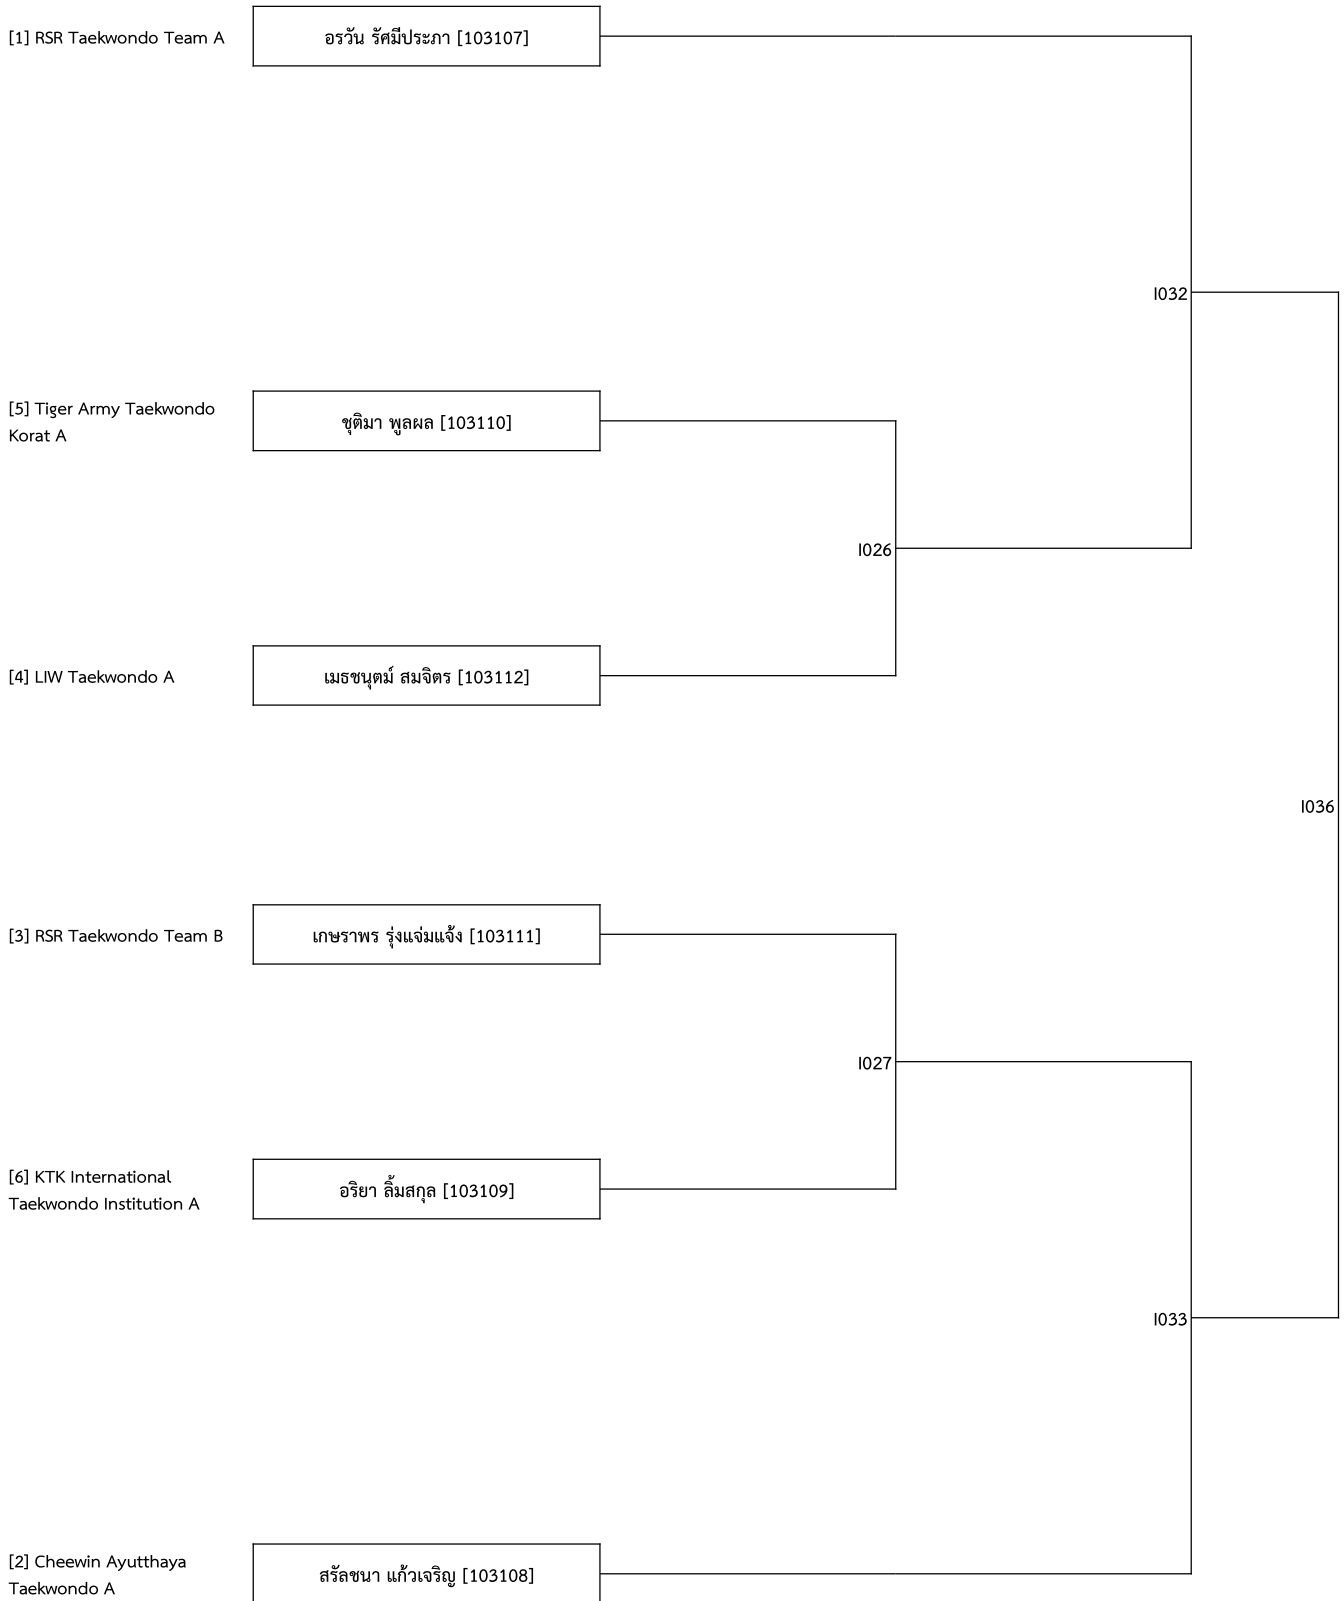 [1] RSR Taekwondo Team A
อรวัน รัศมีประภา [103107]
I032
[5] Tiger Army Taekwondo
Korat A
ชุติมา พูลผล [103110]
I026
[4] LIW Taekwondo A
เมธชนุตม์ สมจิตร [103112]
I036
[3] RSR Taekwondo Team B
เกษราพร รุ่งแจ่มแจ้ง [103111]
I027
[6] KTK International
Taekwondo Institution A
อริยา ลิ้มสกุล [103109]
I033
[2] Cheewin Ayutthaya
Taekwondo A
สรัลชนา แก้วเจริญ [103108]